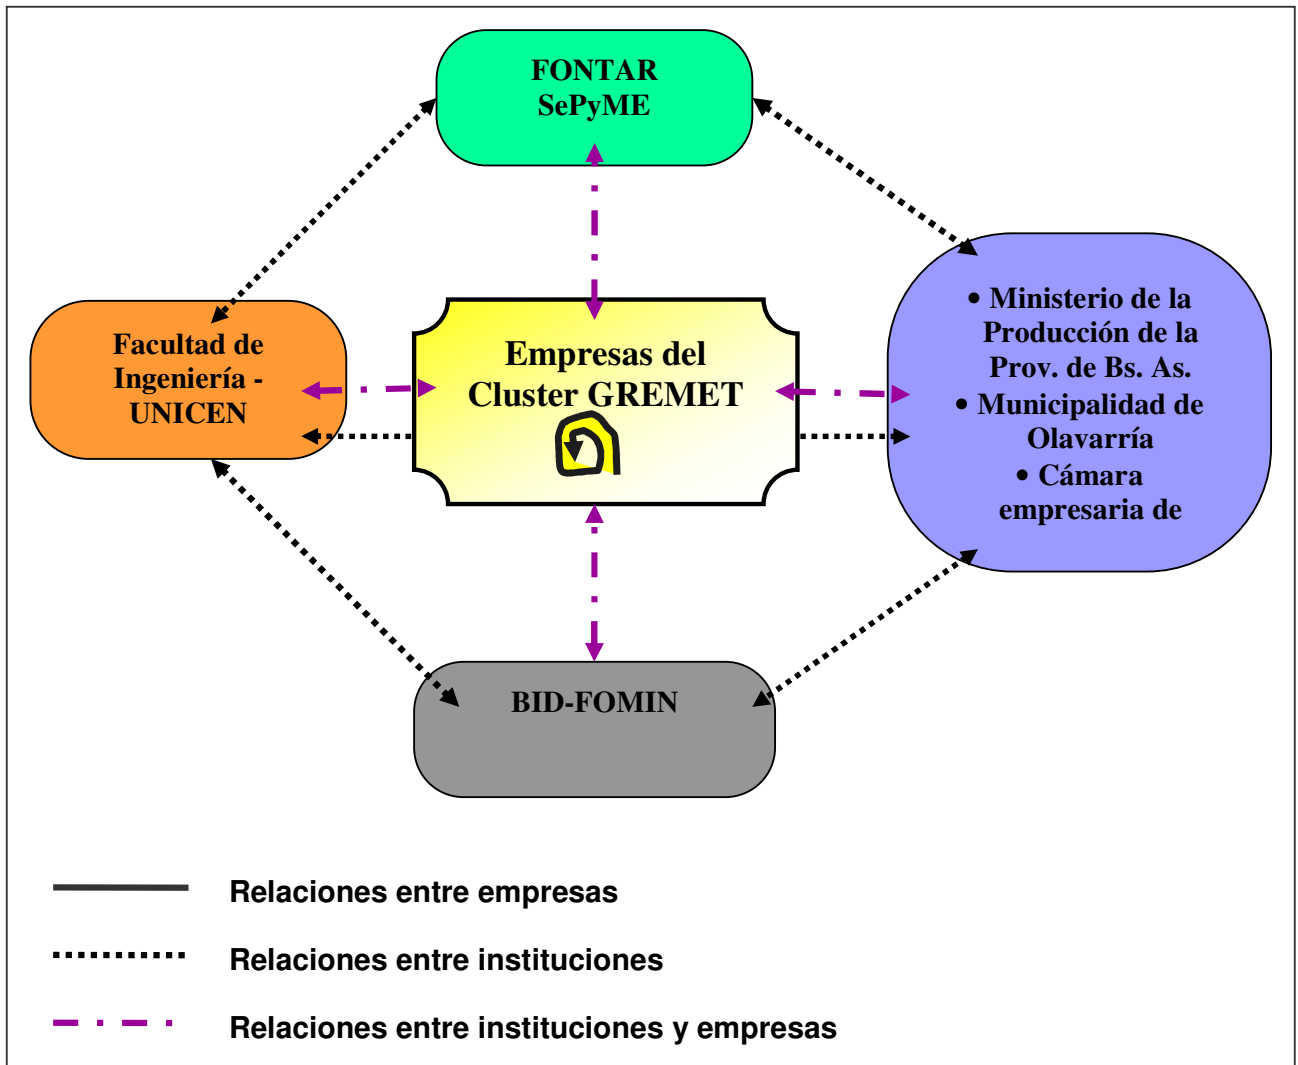 FONTAR
SePyME
Facultad de
Ingeniería -
UNICEN
Empresas del
Cluster GREMET
• Ministerio de la
Producción de la
Prov. de Bs. As.
• Municipalidad de
Olavarría
• Cámara
empresaria de
BID-FOMIN
Relaciones entre empresas
Relaciones entre instituciones
Relaciones entre instituciones y empresas